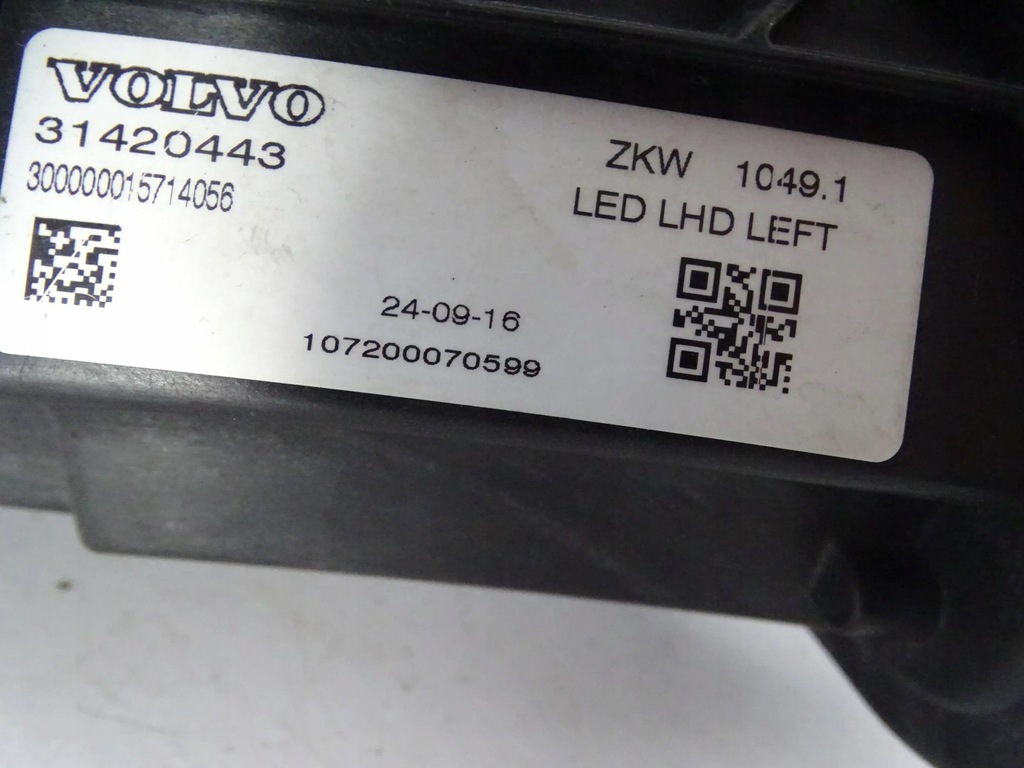 VOLVO
31420443
300000015714056
ZKW 1049.1
LED LHD LEFT
24-09-16
107200070599